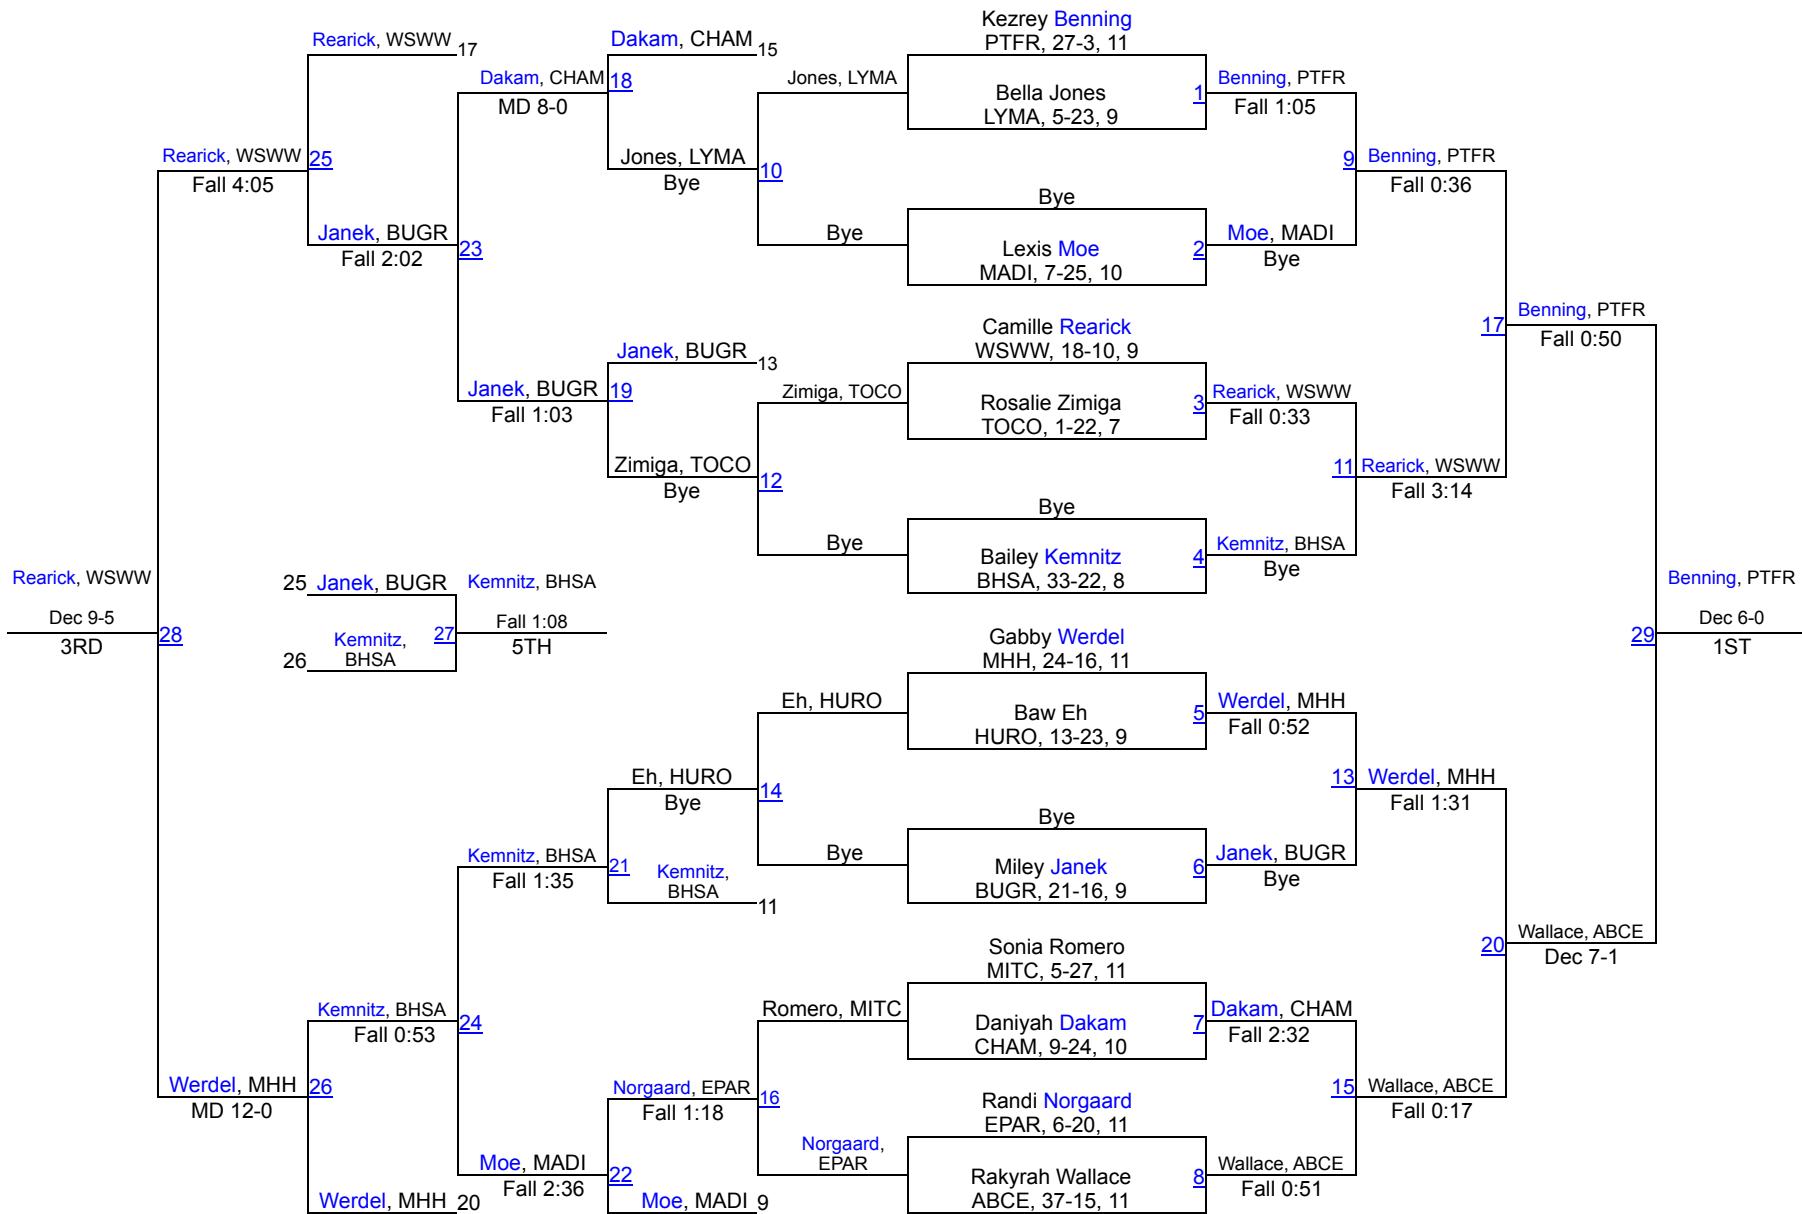 Kezrey Benning
PTFR, 27-3, 11
Rearick, WSWW 17
Dakam, CHAM 15
Dakam, CHAM 18
MD 8-0
Jones, LYMA
Bella Jones
LYMA, 5-23, 9
1
Benning, PTFR
Fall 1:05
Rearick, WSWW 25
Fall 4:05
Jones, LYMA
Bye
10
9
Benning, PTFR
Fall 0:36
Bye
Janek, BUGR
Fall 2:02
23
Bye
Lexis Moe
MADI, 7-25, 10
2
Moe, MADI
Bye
Camille Rearick
WSWW, 18-10, 9
17
Benning, PTFR
Fall 0:50
Janek, BUGR 13
Janek, BUGR 19
Fall 1:03
Zimiga, TOCO
Rosalie Zimiga
TOCO, 1-22, 7
3
Rearick, WSWW
Fall 0:33
Zimiga, TOCO
Bye
12
11
Rearick, WSWW
Fall 3:14
Bye
Bye
Bailey Kemnitz
BHSA, 33-22, 8
4
Kemnitz, BHSA
Bye
Rearick, WSWW
Dec 9-5
3RD
28
25 Janek, BUGR
26
Kemnitz,
BHSA
27
Kemnitz, BHSA
Fall 1:08
5TH
Benning, PTFR
29
Dec 6-0
1ST
Gabby Werdel
MHH, 24-16, 11
Eh, HURO
Baw Eh
HURO, 13-23, 9
5
Werdel, MHH
Fall 0:52
Eh, HURO
Bye
14
13
Werdel, MHH
Fall 1:31
Bye
Kemnitz, BHSA
Fall 1:35
21
Kemnitz,
BHSA
11
Bye
Miley Janek
BUGR, 21-16, 9
6
Janek, BUGR
Bye
Sonia Romero
MITC, 5-27, 11
20
Wallace, ABCE
Dec 7-1
Kemnitz, BHSA
Fall 0:53
24
Romero, MITC
Daniyah Dakam
CHAM, 9-24, 10
7
Dakam, CHAM
Fall 2:32
Werdel, MHH 26
MD 12-0
Norgaard, EPAR
Fall 1:18
16
Randi Norgaard
EPAR, 6-20, 11
15
Wallace, ABCE
Fall 0:17
Moe, MADI
Fall 2:36
22
Norgaard,
EPAR
Rakyrah Wallace
ABCE, 37-15, 11
8
Wallace, ABCE
Fall 0:51
Werdel, MHH 20
Moe, MADI 9